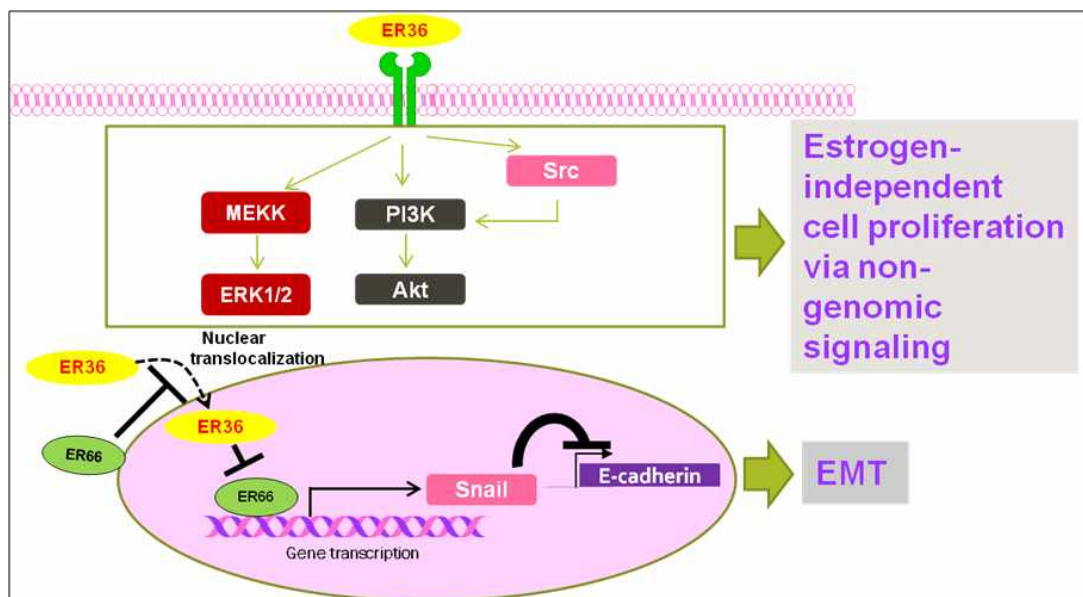 ER36
Src
MEKK
PI3K
ERK1/2
Akt
Estrogen-
independent
cell proliferation
via non-
genomic
signaling
Nuclear
translocalization
ER36
ER36
ER66
ER66
Snail
E-cadherin
Gene transcription
EMT